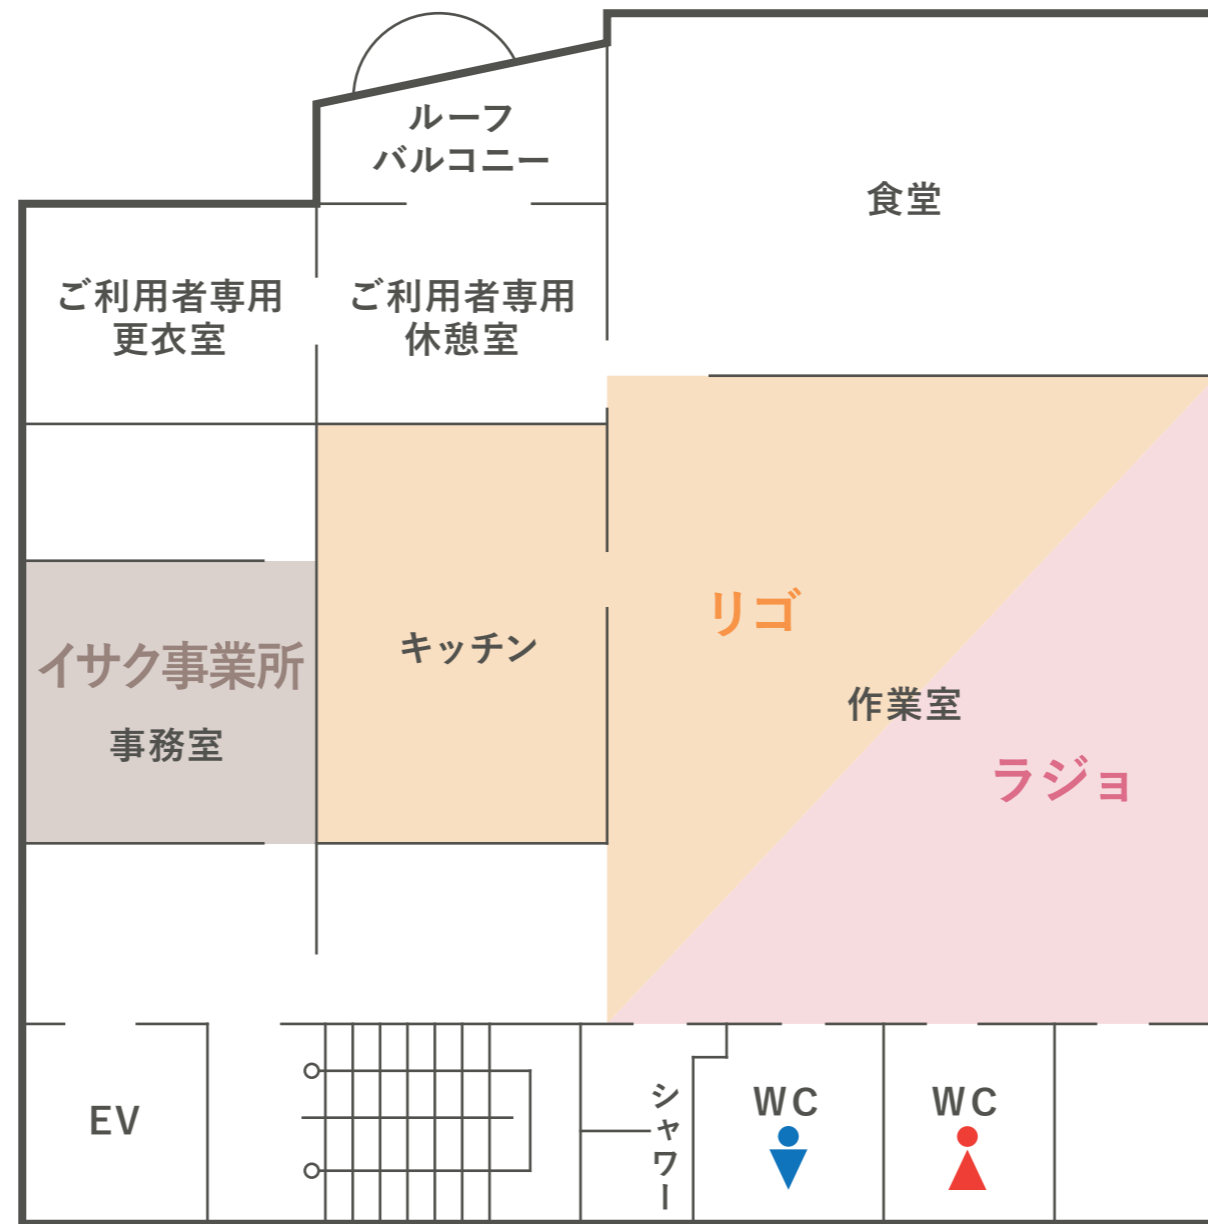 ルーフ
バルコニー
食堂
ご利用者専用
更衣室
ご利用者専用
休憩室
リゴ
キッチン
イサク事業所
事務室
作業室
ラジョ
EV
シャワー
WC
WC